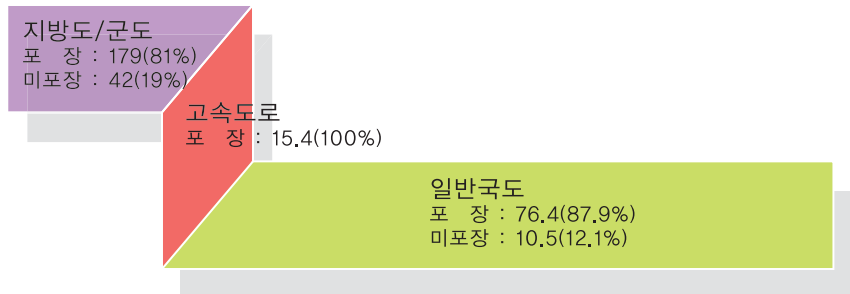 지방도/군도
포 장 : 179(81%)
미포장 : 42(19%)
고속도로
포 장 : 15.4(100%)
일반국도
포 장 : 76.4(87.9%)
미포장 : 10.5(12.1%)